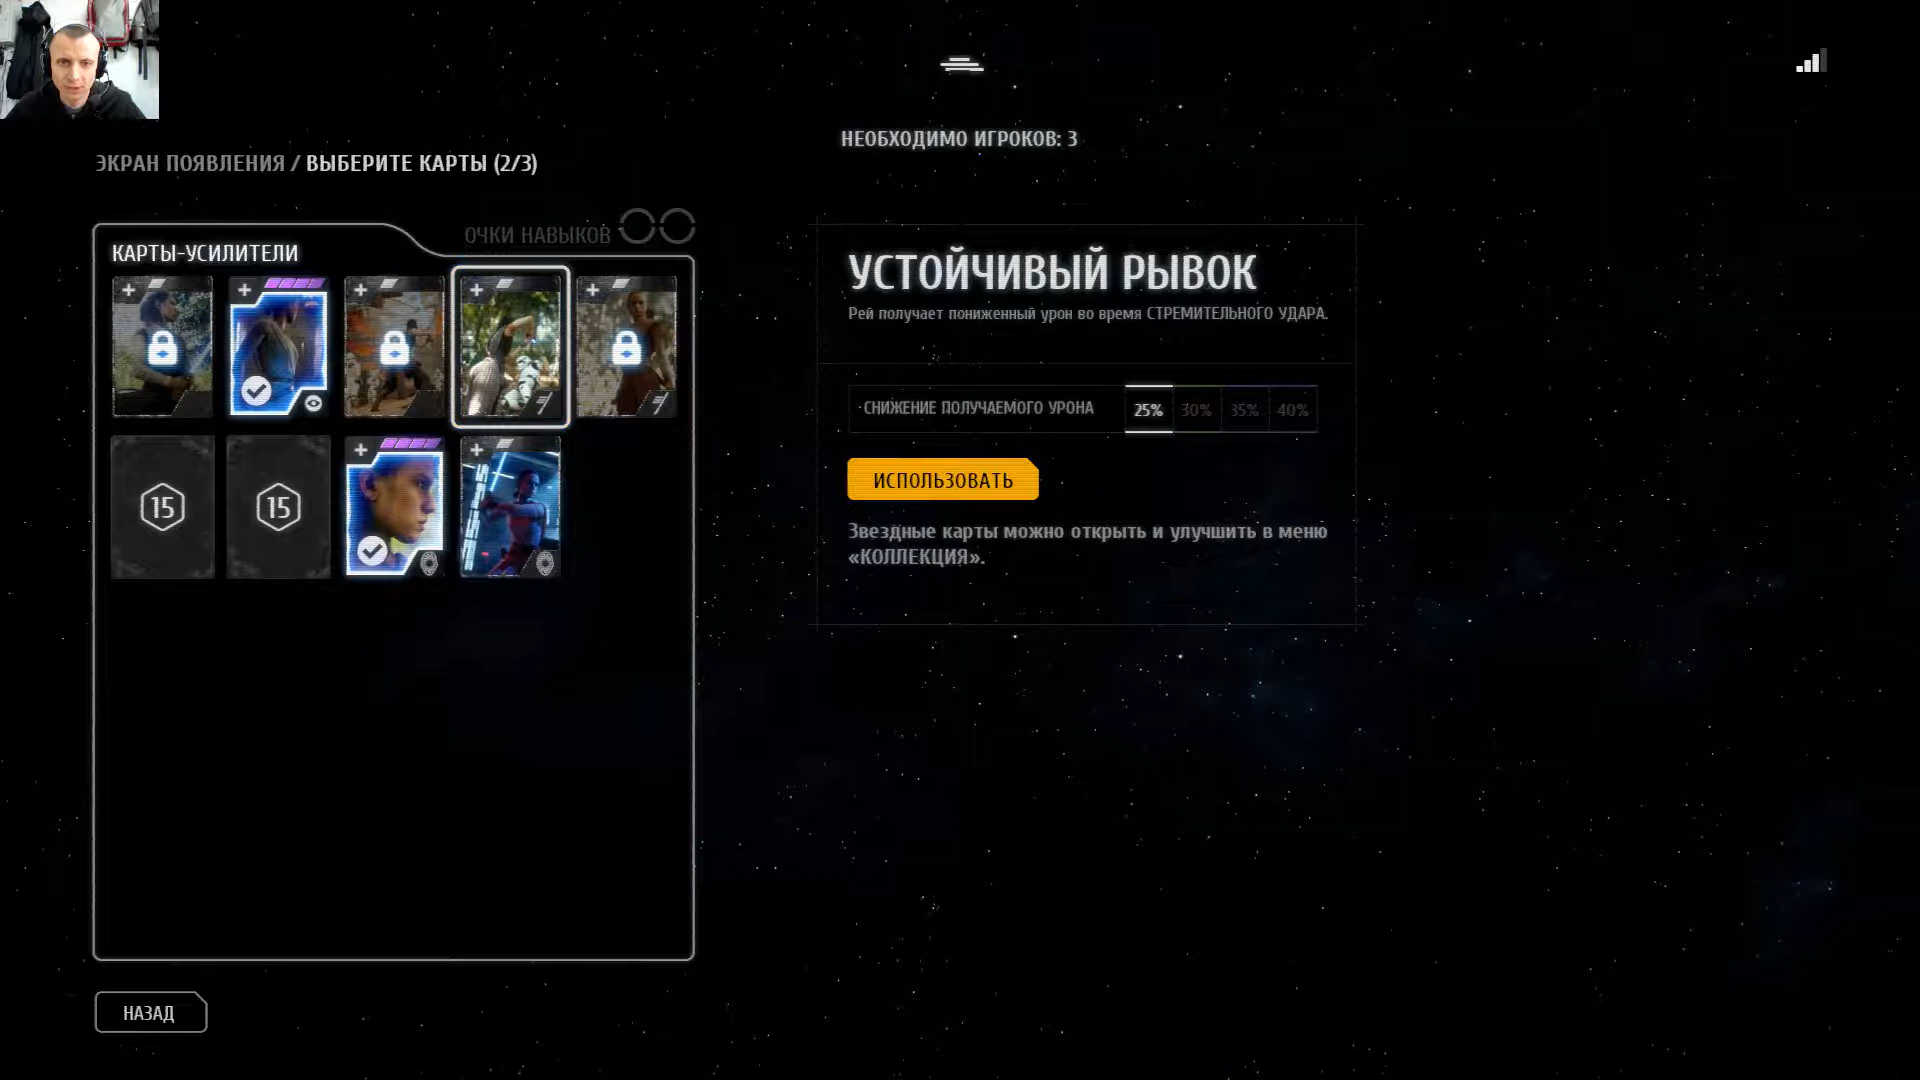 НЕОБХОДИМО ИГРОКОВ: 3
ЭКРАН ПОЯВЛЕНИЯ / ВЫБЕРИТЕ КАРТЫ (2/3)
ОЧКИ НАВЫКОВ
КАРТЫ-УСИЛИТЕЛИ
15
15
УСТОЙЧИВЫЙ РЫВОК
Рей получает пониженный урон во время СТРЕМИТЕЛЬНОГО УДАРА.
·СНИЖЕНИЕ ПОЛУЧАЕМОГО УРОНА 25% 30% 35% 40%
ИСПОЛЬЗОВАТЬ
Звездные карты можно открыть и улучшить в меню
«КОЛЛЕКЦИЯ».
НАЗАД